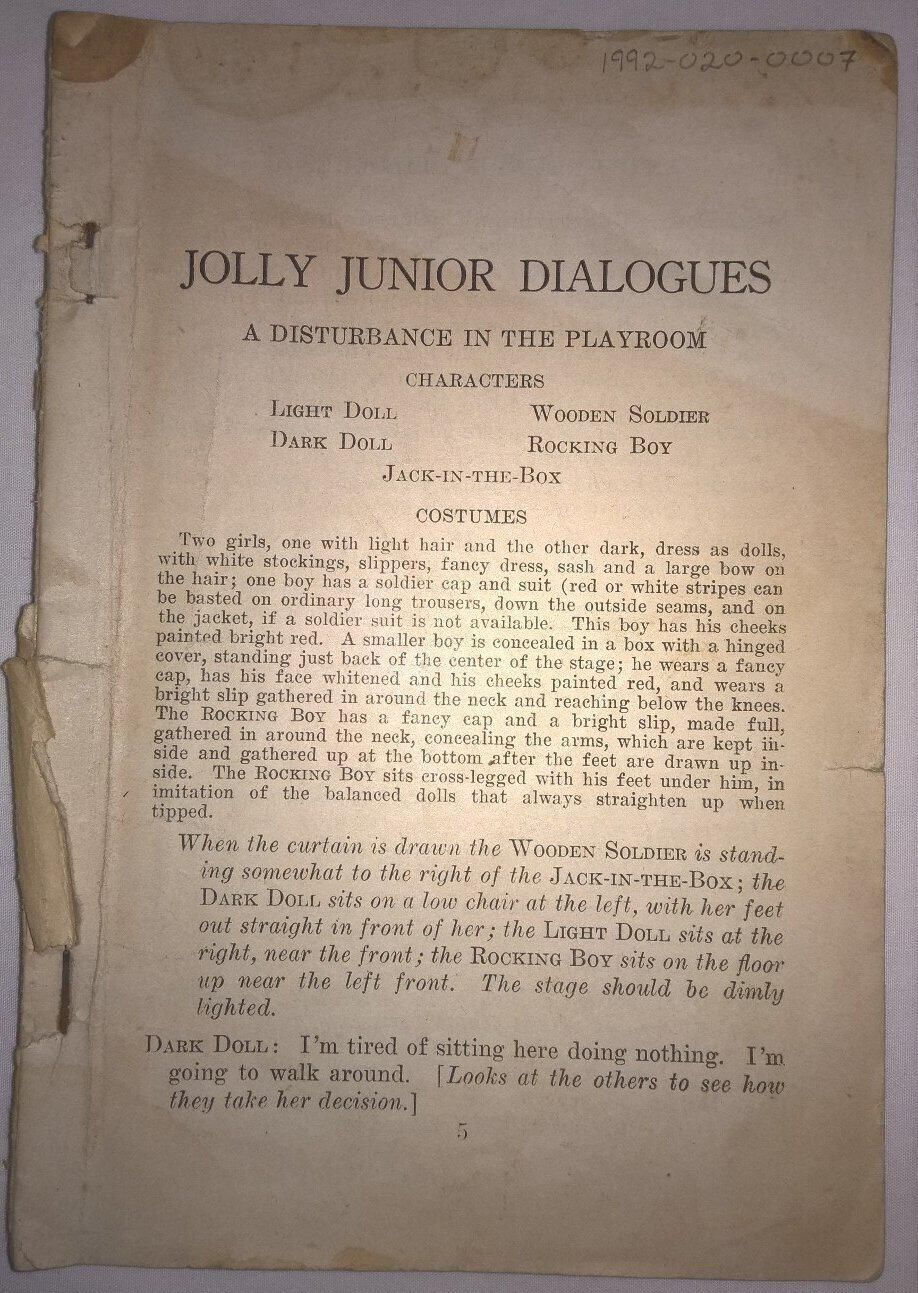 1992-020-0007
JOLLY JUNIOR DIALOGUES
A DISTURBANCE IN THE PLAYROOM
CHARACTERS
LIGHT DOLL WOODEN SOLDIER
DARK DOLL ROCKING BOY
JACK-IN-THE-BOX
COSTUMES
Two girls, one with light hair and the other dark, dress as dolls,
with white stockings, slippers, fancy dress, sash and a large bow on
the hair; one boy has a soldier cap and suit (red or white stripes can
be basted on ordinary long trousers, down the outside seams, and on
the jacket, if a soldier suit is not available. This boy has his cheeks
painted bright red. A smaller boy is concealed in a box with a hinged
cover, standing just back of the center of the stage; he wears a fancy
cap, has his face whitened and his cheeks painted red, and wears a
bright slip gathered in around the neck and reaching below the knees.
The ROCKING BOY has a fancy cap and a bright slip, made full,
gathered in around the neck, concealing the arms, which are kept in-
side and gathered up at the bottom after the feet are drawn up in-
side. The ROCKING BOY sits cross-legged with his feet under him, in
imitation of the balanced dolls that always straighten up when
tipped.
When the curtain is drawn the WOODEN SOLDIER is stand-
ing somewhat to the right of the JACK-IN-THE-BOX; the
DARK DOLL sits on a low chair at the left, with her feet
out straight in front of her; the LIGHT DOLL sits at the
right, near the front; the ROCKING BOY sits on the floor
up near the left front. The stage should be dimly
lighted.
DARK DOLL: I'm tired of sitting here doing nothing. I'm
going to walk around. [Looks at the others to see how
they take her decision.]
5